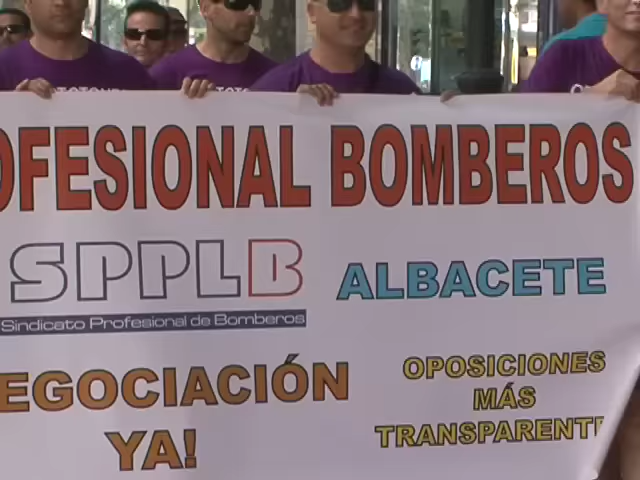 OFESIONAL BOMBEROS
SPPLB
ALBACETE
Sindicato Profesional de Bomberos
EGOCIACIÓN
YA!
OPOSICIONES
MÁS
TRANSPARENTE